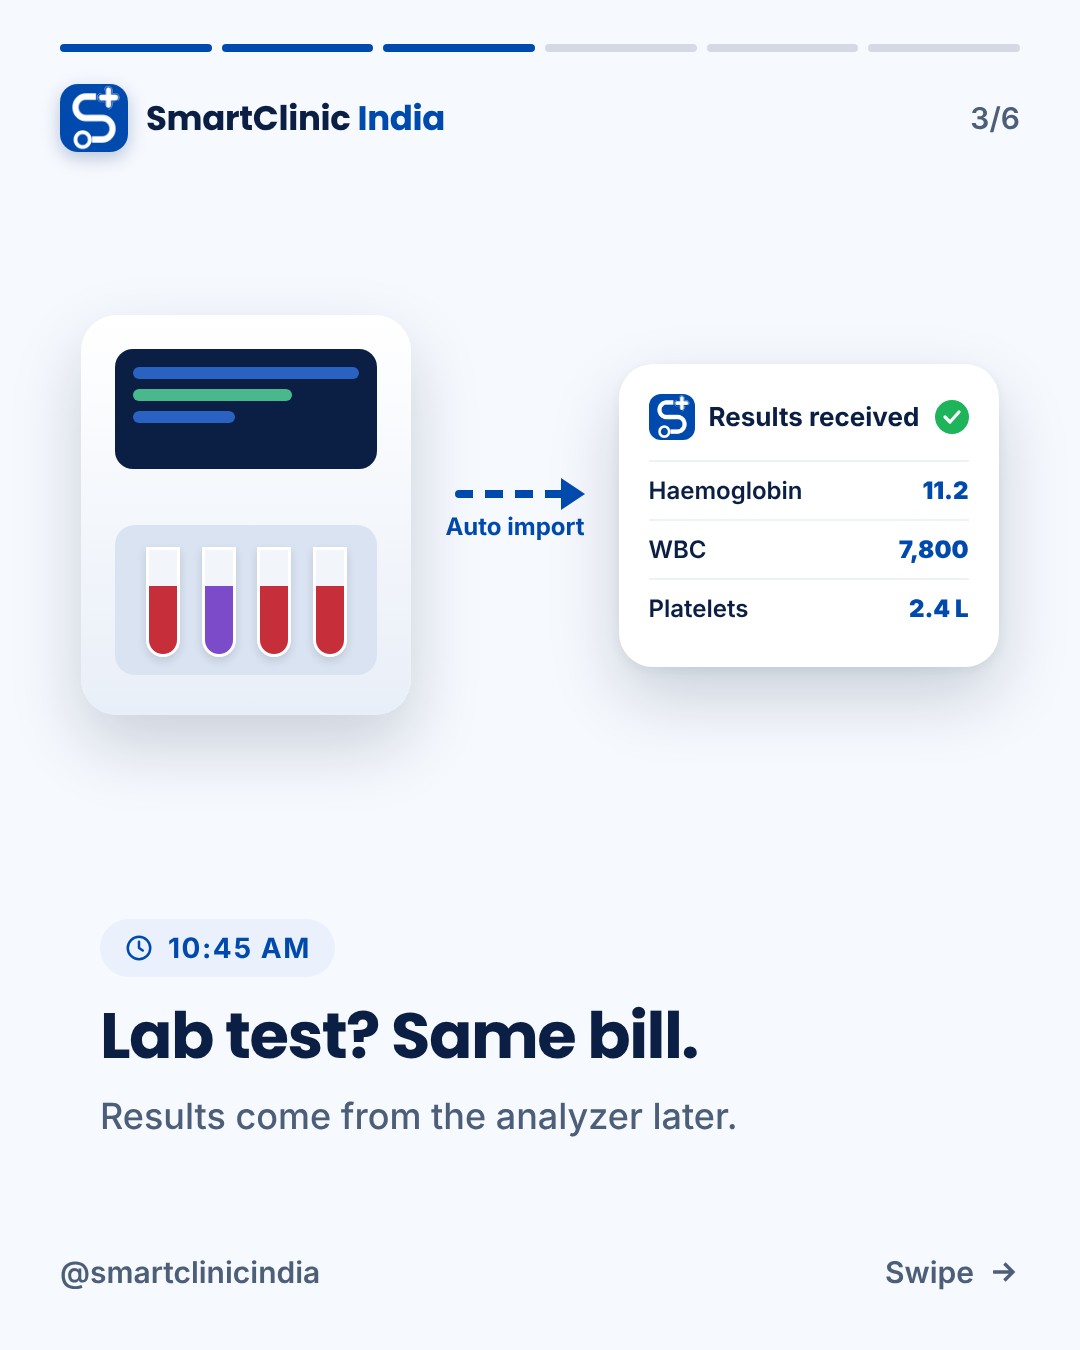 SmartClinic India
3/6
Results received
Haemoglobin 11.2
WBC 7,800
Platelets 2.4 L
Auto import
10:45 AM
Lab test? Same bill.
Results come from the analyzer later.
@smartclinicindia
Swipe →